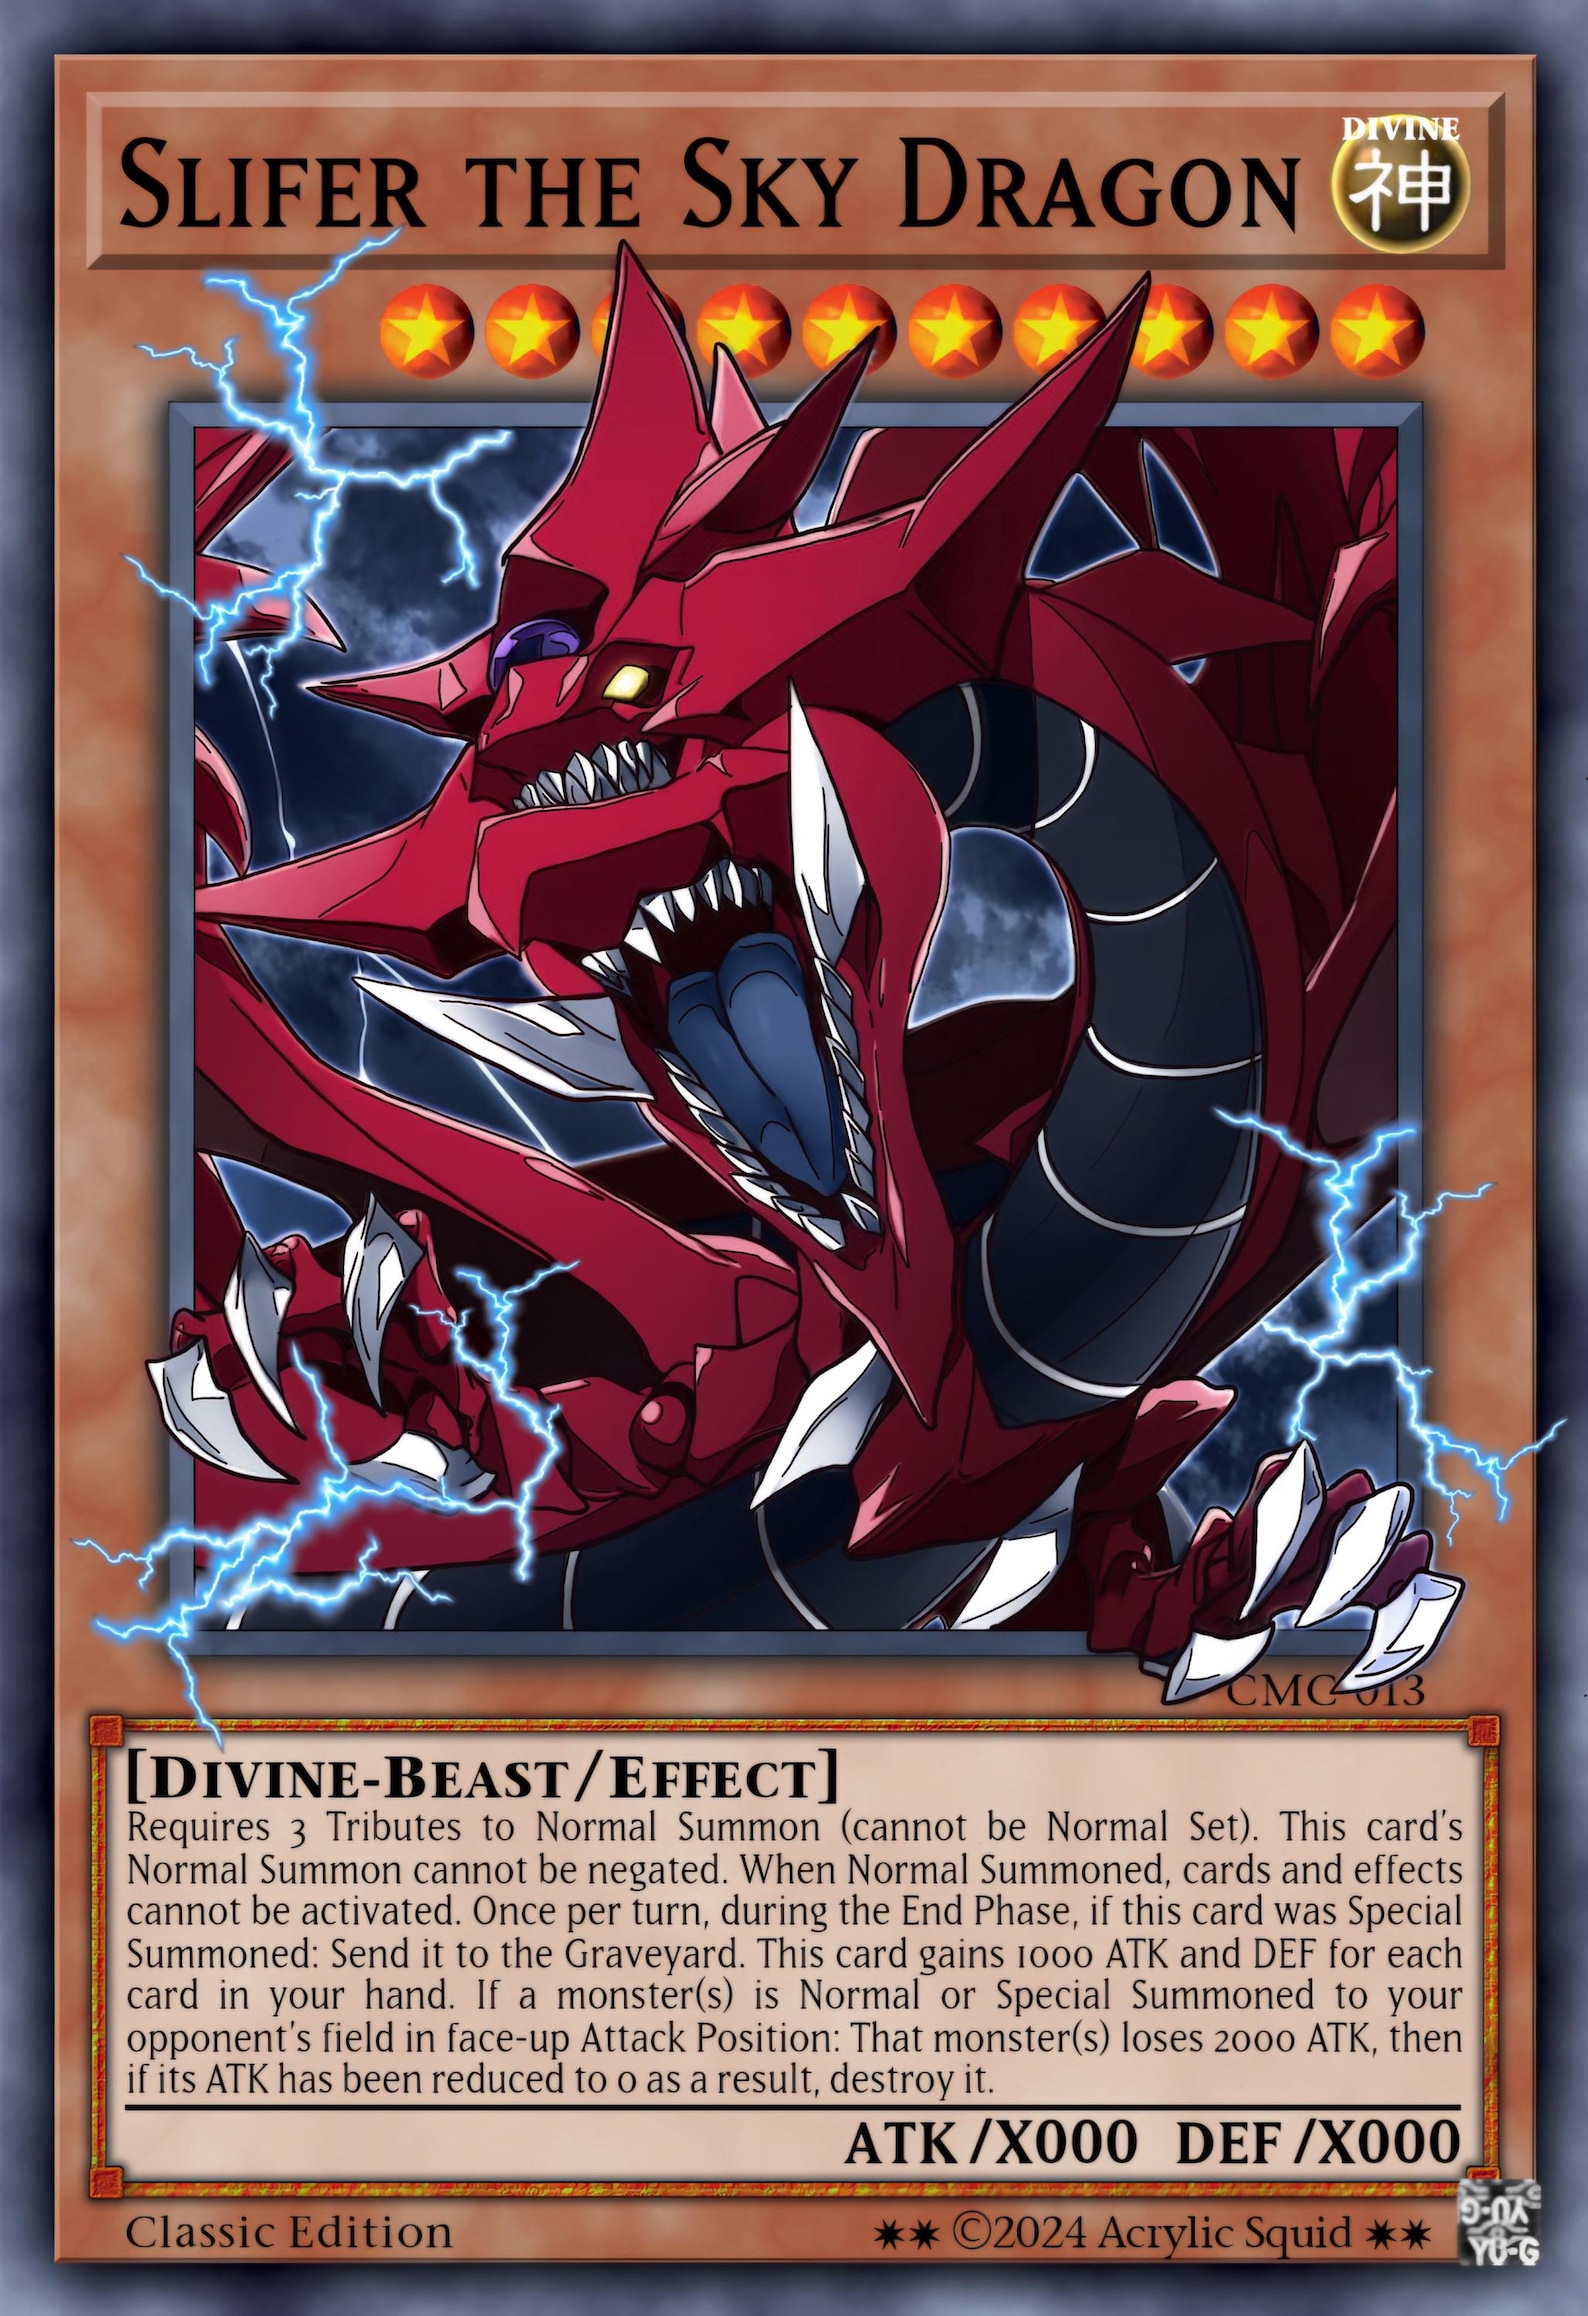 Slifer the Sky Dragon
DIVINE
神
CMC-013
[Divine-Beast/Effect]
Requires 3 Tributes to Normal Summon (cannot be Normal Set). This card's
Normal Summon cannot be negated. When Normal Summoned, cards and effects
cannot be activated. Once per turn, during the End Phase, if this card was Special
Summoned: Send it to the Graveyard. This card gains 1000 ATK and DEF for each
card in your hand. If a monster(s) is Normal or Special Summoned to your
opponent's field in face-up Attack Position: That monster(s) loses 2000 ATK, then
if its ATK has been reduced to 0 as a result, destroy it.
ATK/X000 DEF/X000
Classic Edition
✷✷ ©2024 Acrylic Squid ✷✷
YU-G